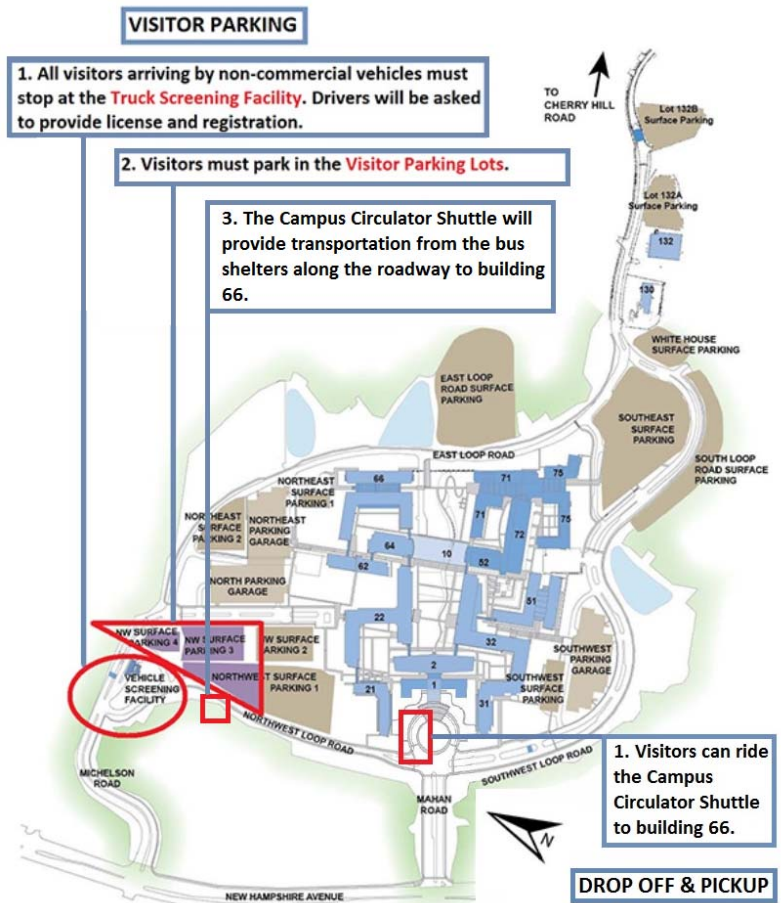 VISITOR PARKING
1. All visitors arriving by non-commercial vehicles must
stop at the Truck Screening Facility. Drivers will be asked
to provide license and registration.
2. Visitors must park in the Visitor Parking Lots.
3. The Campus Circulator Shuttle will
provide transportation from the bus
shelters along the roadway to building
66.
TO
CHERRY HILL
ROAD
Lot 132B
Surface Parking
Lot 132A
Surface Parking
132
130
WHITE HOUSE
SURFACE PARKING
EAST LOOP
ROAD SURFACE
PARKING
SOUTHEAST
SURFACE
PARKING
SOUTH LOOP
ROAD SURFACE
PARKING
EAST LOOP ROAD
NORTHEAST
SURFACE
PARKING 1
66
71
75
NORTHEAST
SURFACE
PARKING 2
NORTHEAST
PARKING
GARAGE
71
72
75
64
10
52
62
NORTH PARKING
GARAGE
51
22
32
NW SURFACE
PARKING 4
NW SURFACE
PARKING 3
NW SURFACE
PARKING 2
2
1
SOUTHWEST
PARKING
GARAGE
VEHICLE
SCREENING
FACILITY
NORTHWEST SURFACE
PARKING 1
21
31
SOUTHWEST
SURFACE
PARKING
NORTHWEST LOOP ROAD
SOUTHWEST LOOP ROAD
MICHELSON
ROAD
MAHAN
ROAD
N
1. Visitors can ride
the Campus
Circulator Shuttle
to building 66.
NEW HAMPSHIRE AVENUE
DROP OFF & PICKUP